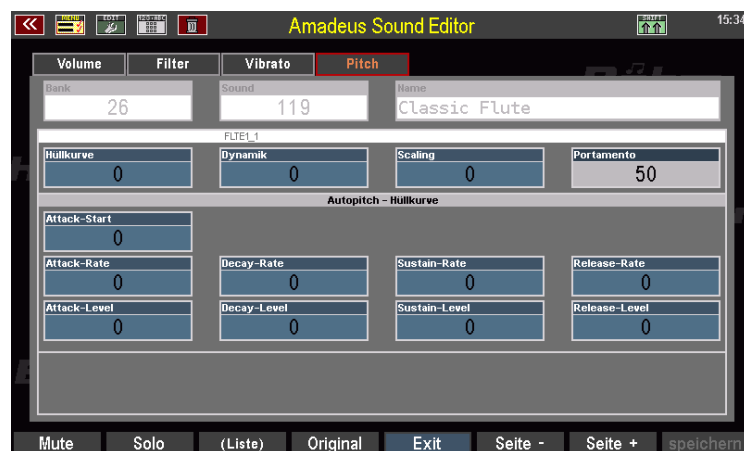 MENU EDIT 123/ABC Amadeus Sound Editor SHIFT 15:34
Volume Filter Vibrato Pitch
Bank Sound Name
26 119 Classic Flute
FLTE1_1
Hüllkurve Dynamik Scaling Portamento
0 0 0 50
Autopitch - Hüllkurve
Attack-Start
0
Attack-Rate Decay-Rate Sustain-Rate Release-Rate
0 0 0 0
Attack-Level Decay-Level Sustain-Level Release-Level
0 0 0 0
Mute Solo (Liste) Original Exit Seite - Seite + speichern